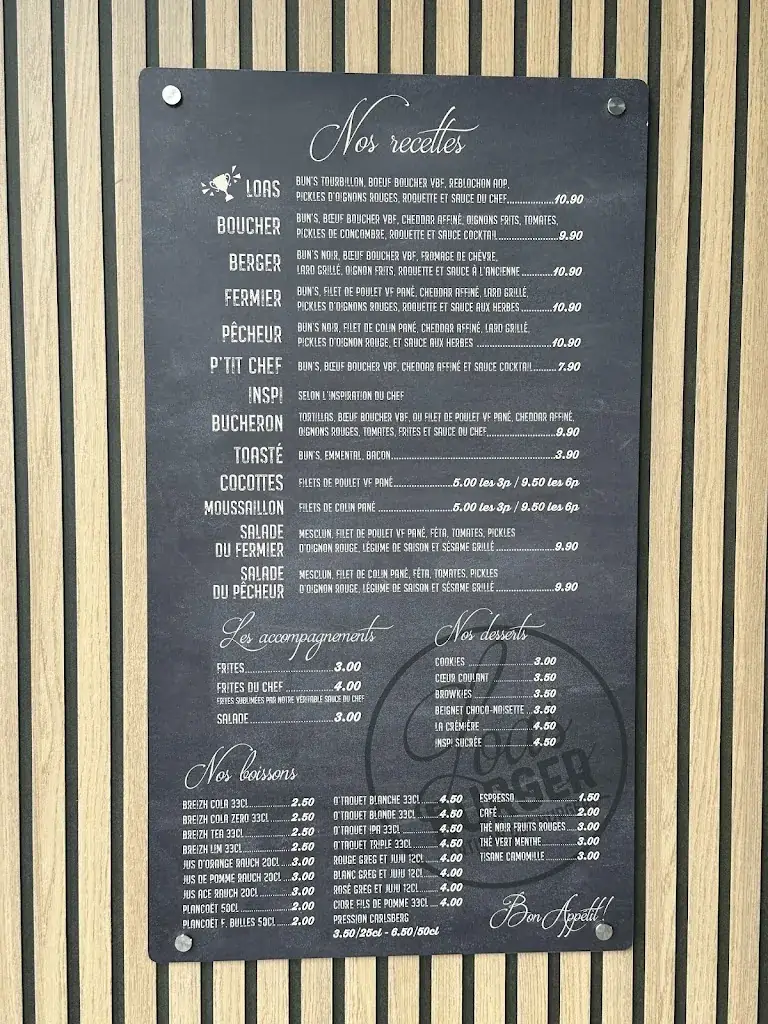 Nos recettes
LOAS
BUN'S TOURBILLON, BOEUF BOUCHER VBF, REBLOCHON AOP,
PICKLES D'OIGNONS ROUGES, ROQUETTE ET SAUCE DU CHEF 10.90
BOUCHER
BUN'S, BŒUF BOUCHER VBF, CHEDDAR AFFINÉ, OIGNONS FRITS, TOMATES,
PICKLES DE CONCOMBRE, ROQUETTE ET SAUCE COCKTAIL 9.90
BERGER
BUN'S NOIR, BŒUF BOUCHER VBF, FROMAGE DE CHÈVRE,
LARD GRILLÉ, OIGNON FRITS, ROQUETTE ET SAUCE À L'ANCIENNE 10.90
FERMIER
BUN'S, FILET DE POULET VF PANÉ, CHEDDAR AFFINÉ, LARD GRILLÉ,
PICKLES D'OIGNONS ROUGES, ROQUETTE ET SAUCE AUX HERBES 10.90
PÊCHEUR
BUN'S NOIR, FILET DE COLIN PANÉ, CHEDDAR AFFINÉ, LARD GRILLÉ,
PICKLES D'OIGNON ROUGE, ET SAUCE AUX HERBES 10.90
P'TIT CHEF
BUN'S, BŒUF BOUCHER VBF, CHEDDAR AFFINÉ ET SAUCE COCKTAIL 7.90
INSPI
SELON L'INSPIRATION DU CHEF
BUCHERON
TORTILLAS, BŒUF BOUCHER VBF, OU FILET DE POULET VF PANÉ, CHEDDAR AFFINÉ,
OIGNONS ROUGES, TOMATES, FRITES ET SAUCE DU CHEF 9.90
TOASTÉ
BUN'S, EMMENTAL, BACON 3.90
COCOTTES
FILETS DE POULET VF PANÉ 5.00 les 3p / 9.50 les 6p
MOUSSAILLON
FILETS DE COLIN PANÉ 5.00 les 3p / 9.50 les 6p
SALADE
DU FERMIER
MESCLUN, FILET DE POULET VF PANÉ, FÉTA, TOMATES, PICKLES
D'OIGNON ROUGE, LÉGUME DE SAISON ET SÉSAME GRILLÉ 9.90
SALADE
DU PÊCHEUR
MESCLUN, FILET DE COLIN PANÉ, FÉTA, TOMATES, PICKLES
D'OIGNON ROUGE, LÉGUME DE SAISON ET SÉSAME GRILLÉ 9.90
Les accompagnements
FRITES 3.00
FRITES DU CHEF 4.00
FRITES SUBLIMÉES PAR NOTRE VÉRITABLE SAUCE DU CHEF
SALADE 3.00
Nos desserts
COOKIES 3.00
CŒUR COULANT 3.50
BROWKIES 3.50
BEIGNET CHOCO-NOISETTE 3.50
LA CRÈMIÈRE 4.50
INSPI SUCRÉE 4.50
Nos boissons
BREIZH COLA 33CL 2.50
BREIZH COLA ZERO 33CL 2.50
BREIZH TEA 33CL 2.50
BREIZH LIM 33CL 2.50
JUS D'ORANGE RAUCH 20CL 3.00
JUS DE POMME RAUCH 20CL 3.00
JUS ACE RAUCH 20CL 3.00
PLANCOËT 50CL 2.00
PLANCOËT F. BULLES 50CL 2.00
D'TAQUET BLANCHE 33CL 4.50
D'TAQUET BLONDE 33CL 4.50
D'TAQUET IPA 33CL 4.50
D'TAQUET TRIPLE 33CL 4.50
ROUGE GREG ET JUJU 12CL 4.00
BLANC GREG ET JUJU 12CL 4.00
ROSÉ GREG ET JUJU 12CL 4.00
CIDRE FILS DE POMME 33CL 4.00
PRESSION CARLSBERG
3.50/25cl - 6.50/50cl
ESPRESSO 1.50
CAFÉ 2.00
THÉ NOIR FRUITS ROUGES 3.00
THÉ VERT MENTHE 3.00
TISANE CAMOMILLE 3.00
Loas
BURGER
Bon Appétit !